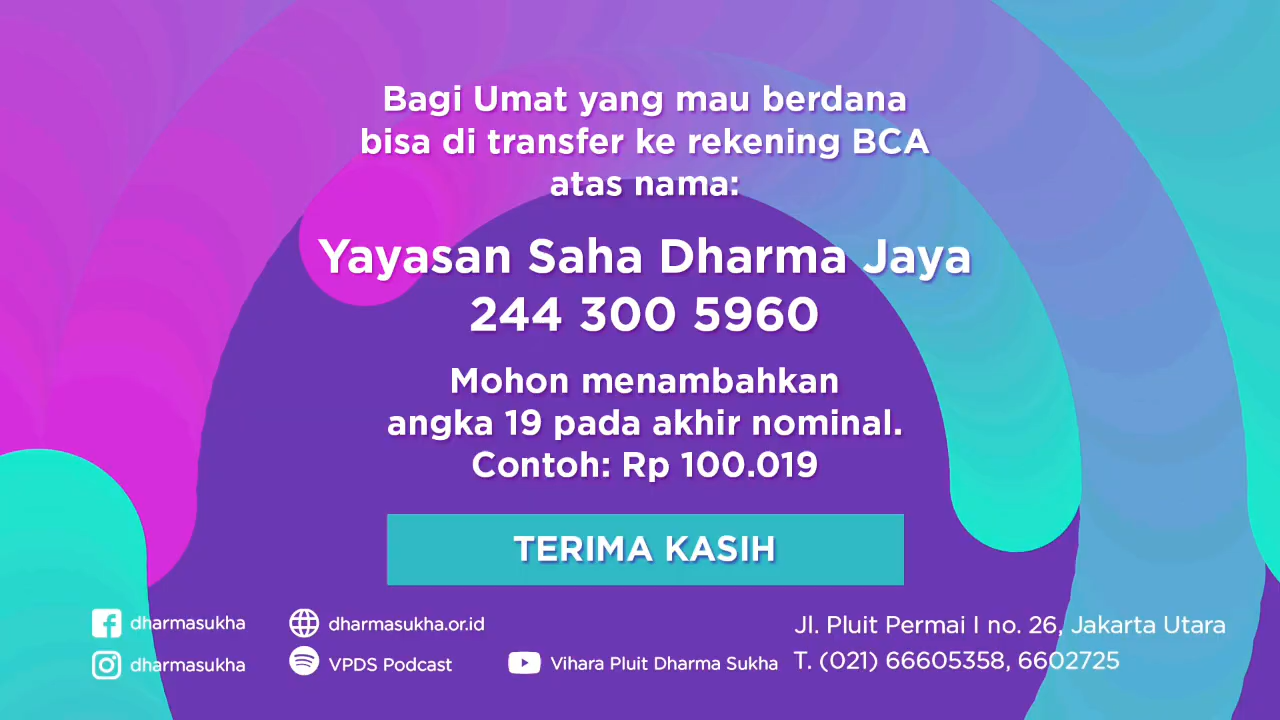 Bagi Umat yang mau berdana
bisa di transfer ke rekening BCA
atas nama:
Yayasan Saha Dharma Jaya
244 300 5960
Mohon menambahkan
angka 19 pada akhir nominal.
Contoh: Rp 100.019
TERIMA KASIH
dharmasukha
dharmasukha.or.id
dharmasukha
VPDS Podcast
Vihara Pluit Dharma Sukha
Jl. Pluit Permai I no. 26, Jakarta Utara
T. (021) 66605358, 6602725